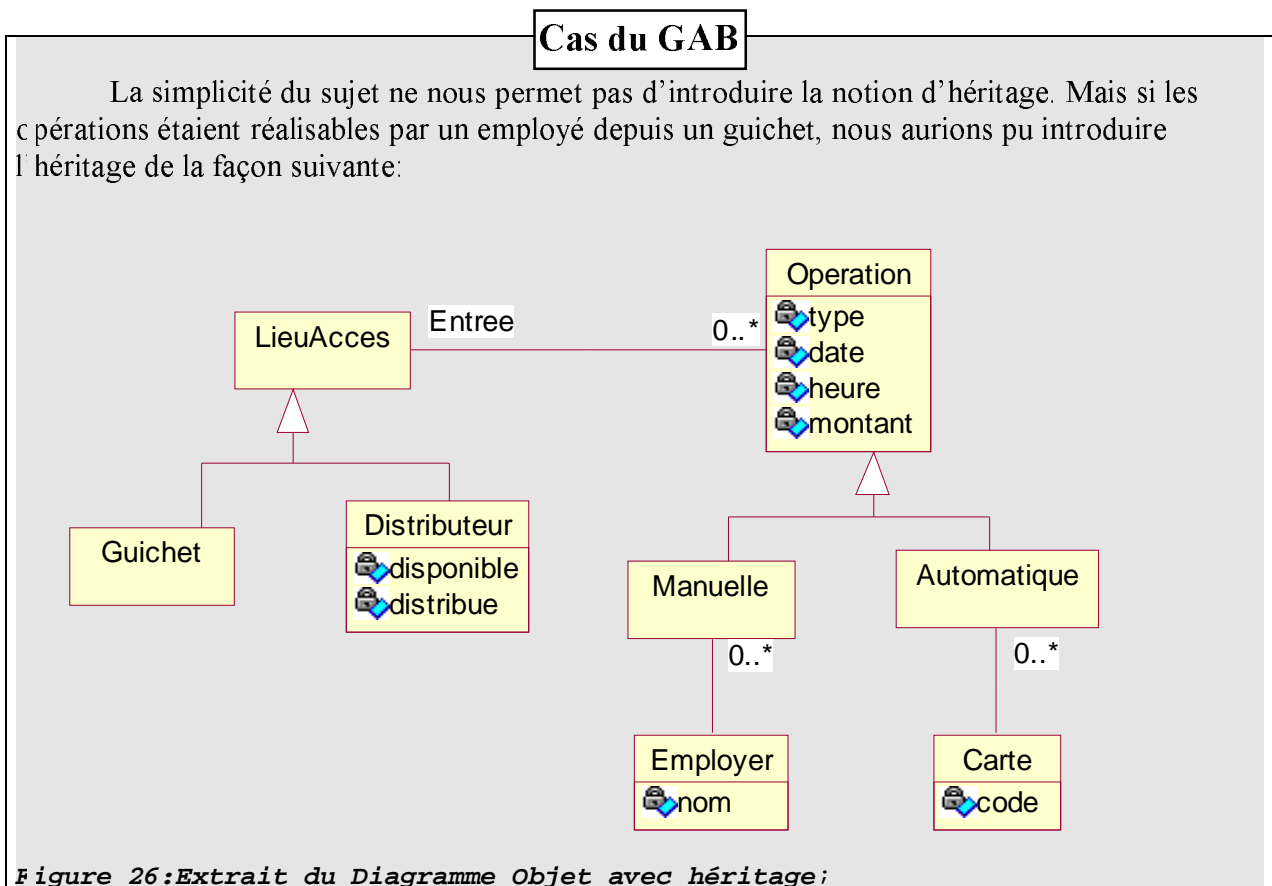 Cas du GAB
La simplicité du sujet ne nous permet pas d'introduire la notion d'héritage. Mais si les
opérations étaient réalisables par un employé depuis un guichet, nous aurions pu introduire
l'héritage de la façon suivante:
Operation
type
date
heure
montant
LieuAcces
Entree
0..*
Guichet
Distributeur
disponible
distribue
Manuelle
Automatique
0..*
0..*
Employer
nom
Carte
code
Figure 26:Extrait du Diagramme Objet avec héritage;